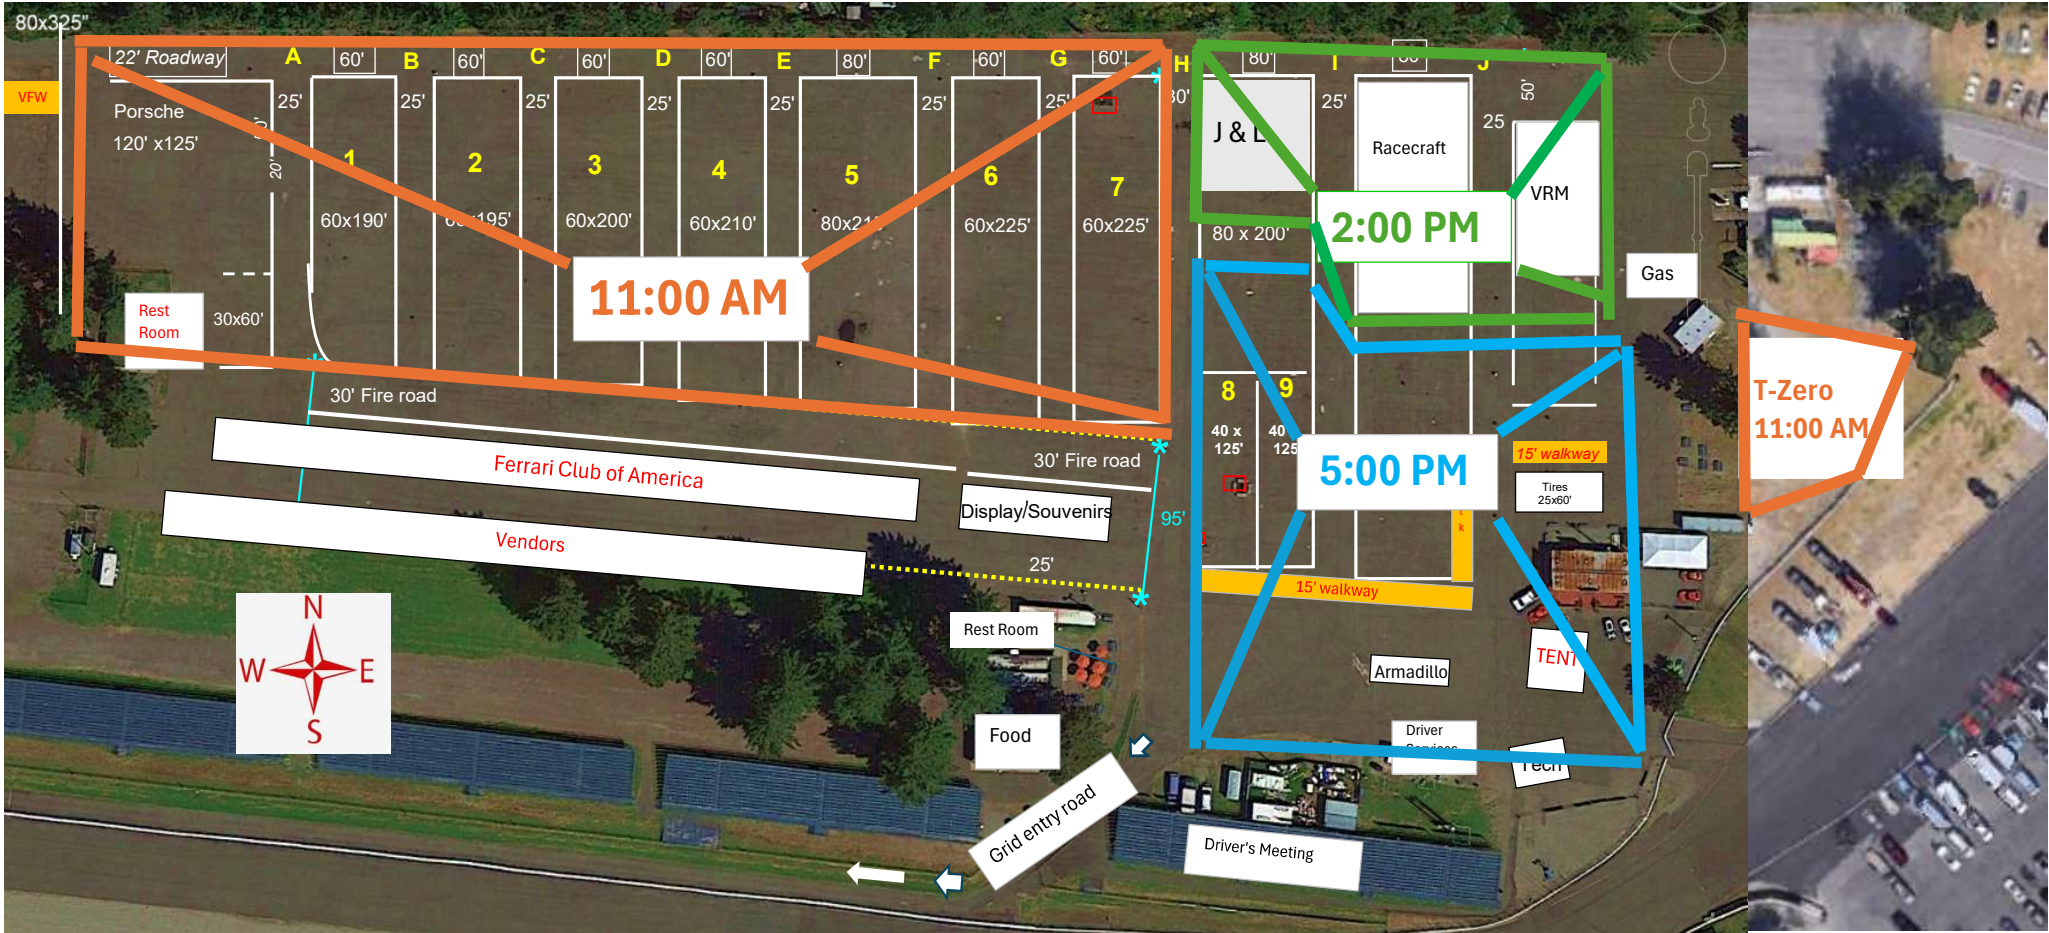 80x325"
22' Roadway
A
60'
B
60'
C
60'
D
60'
E
80'
F
60'
G
60'
H
80'
I
J
VFW
Porsche
120' x125'
20'
25'
25'
25'
25'
25'
25'
25'
25'
25
50'
1
2
3
4
5
6
7
60x190'
60x200'
60x210'
60x225'
60x225'
J &
Racecraft
VRM
80 x 200'
2:00 PM
11:00 AM
Gas
Rest
Room
30x60'
30' Fire road
Ferrari Club of America
30' Fire road
Display/Souvenirs
Vendors
25'
95'
8
9
40 x
125'
40
125
5:00 PM
15' walkway
Tires
25x60'
T-Zero
11:00 AM
15' walkway
N
W
E
S
Rest Room
Food
Armadillo
TENT
Driver
Tech
Grid entry road
Driver's Meeting